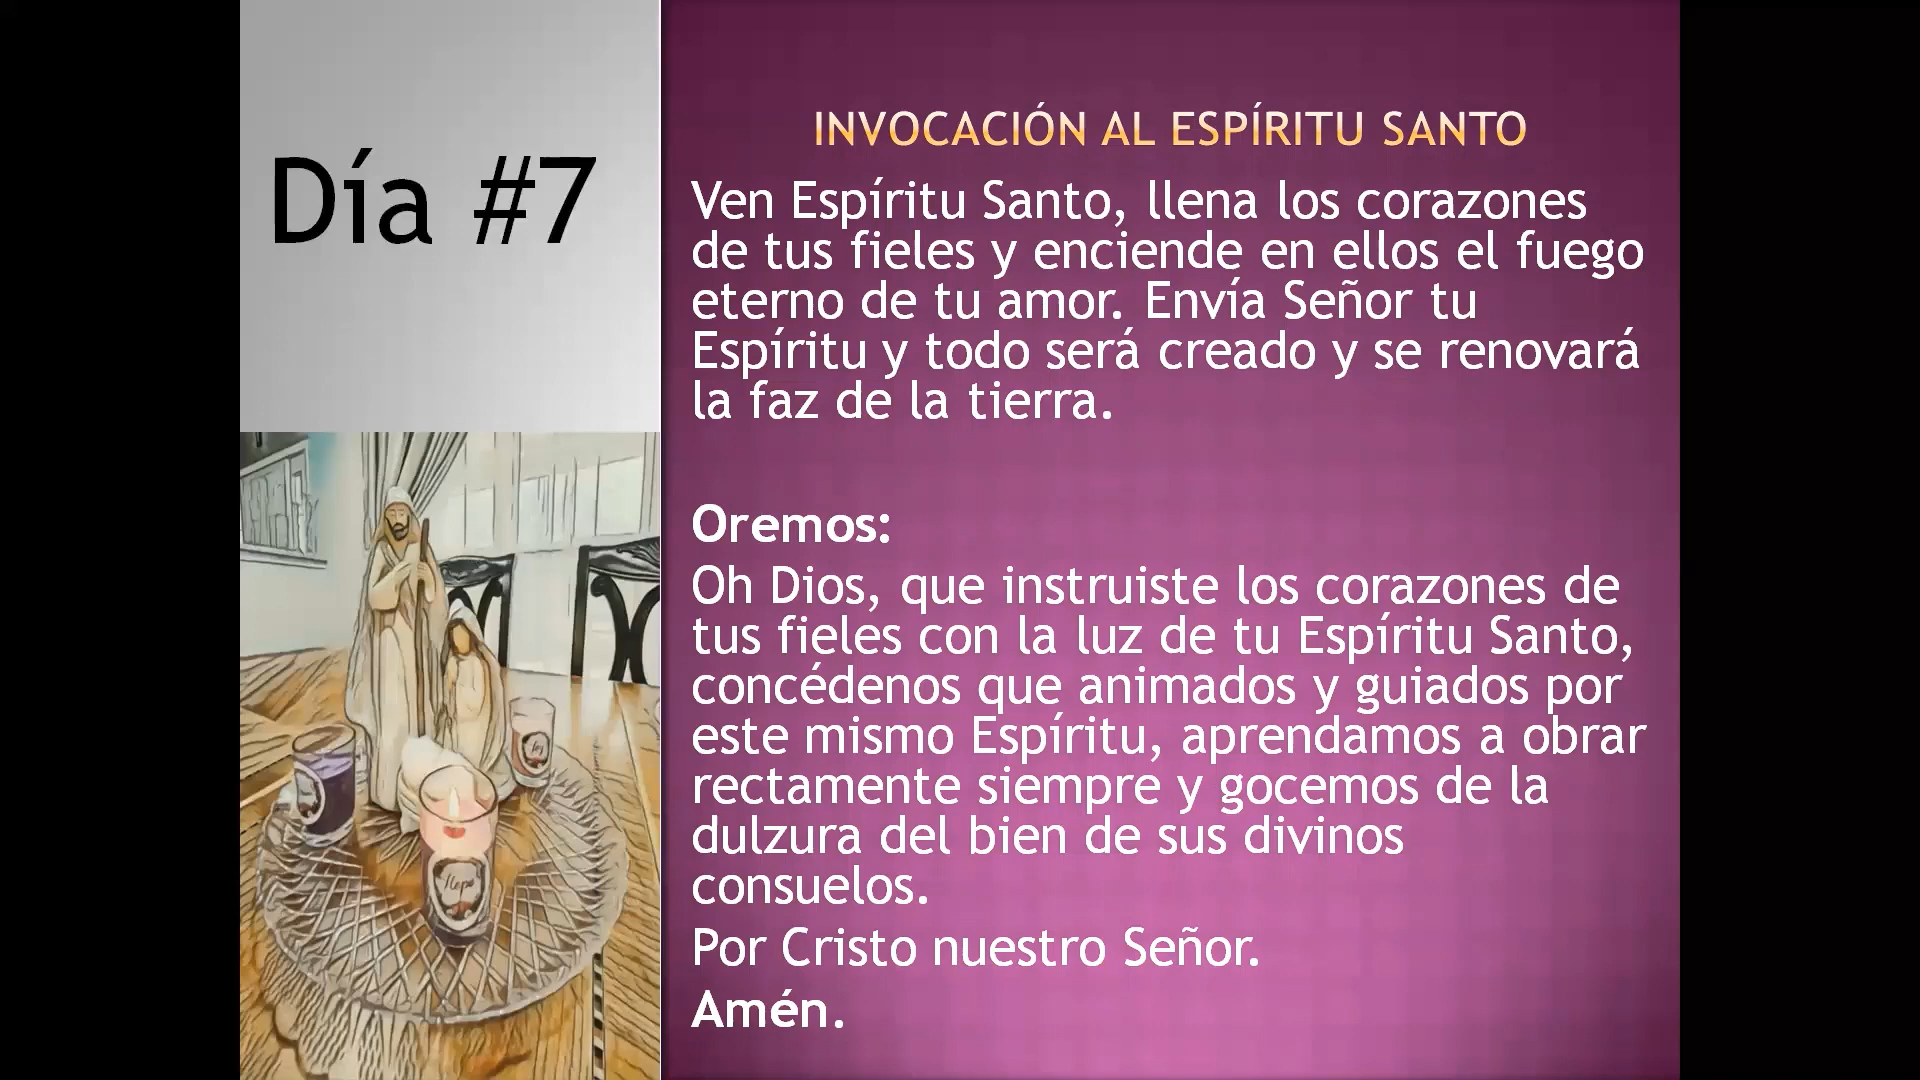 Día #7
INVOCACIÓN AL ESPÍRITU SANTO
Ven Espíritu Santo, llena los corazones
de tus fieles y enciende en ellos el fuego
eterno de tu amor. Envía Señor tu
Espíritu y todo será creado y se renovará
la faz de la tierra.
Oremos:
Oh Dios, que instruiste los corazones de
tus fieles con la luz de tu Espíritu Santo,
concédenos que animados y guiados por
este mismo Espíritu, aprendamos a obrar
rectamente siempre y gocemos de la
dulzura del bien de sus divinos
consuelos.
Por Cristo nuestro Señor.
Amén.